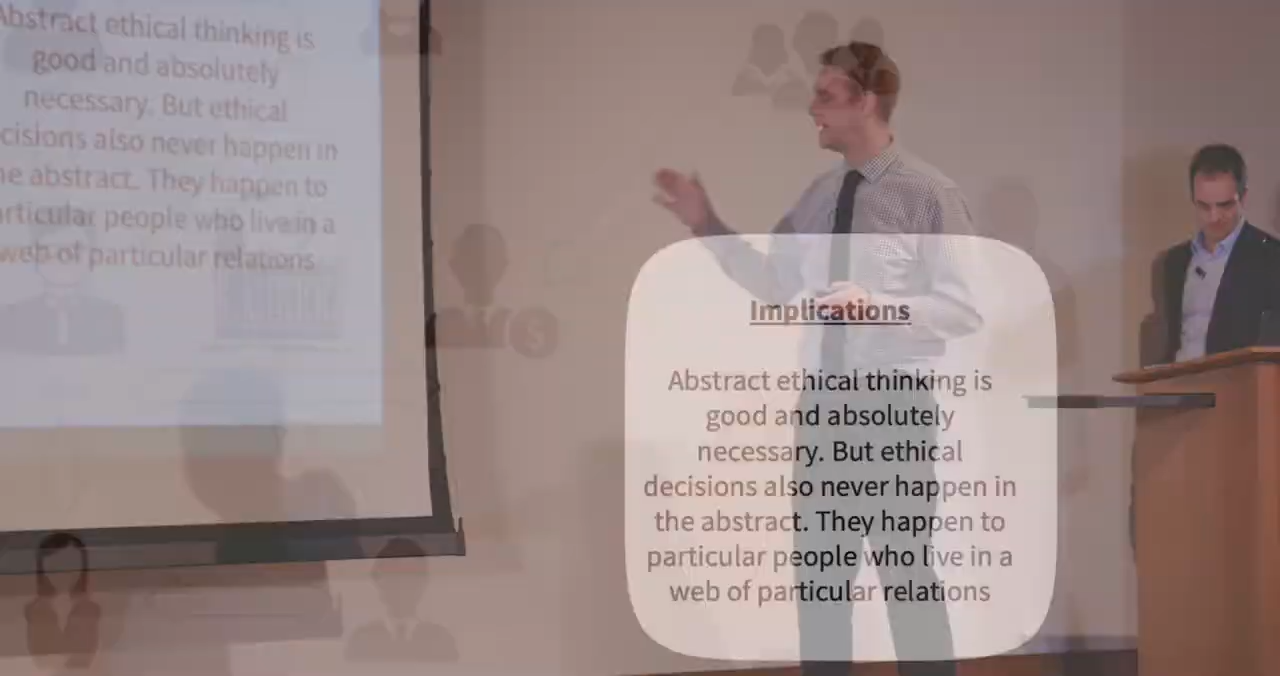 Abstract ethical thinking is
good and absolutely
necessary. But ethical
cisions also never happen in
he abstract. They happen to
articular people who live in a
web of particular relations
Implications
Abstract ethical thinking is
good and absolutely
necessary. But ethical
decisions also never happen in
the abstract. They happen to
particular people who live in a
web of particular relations